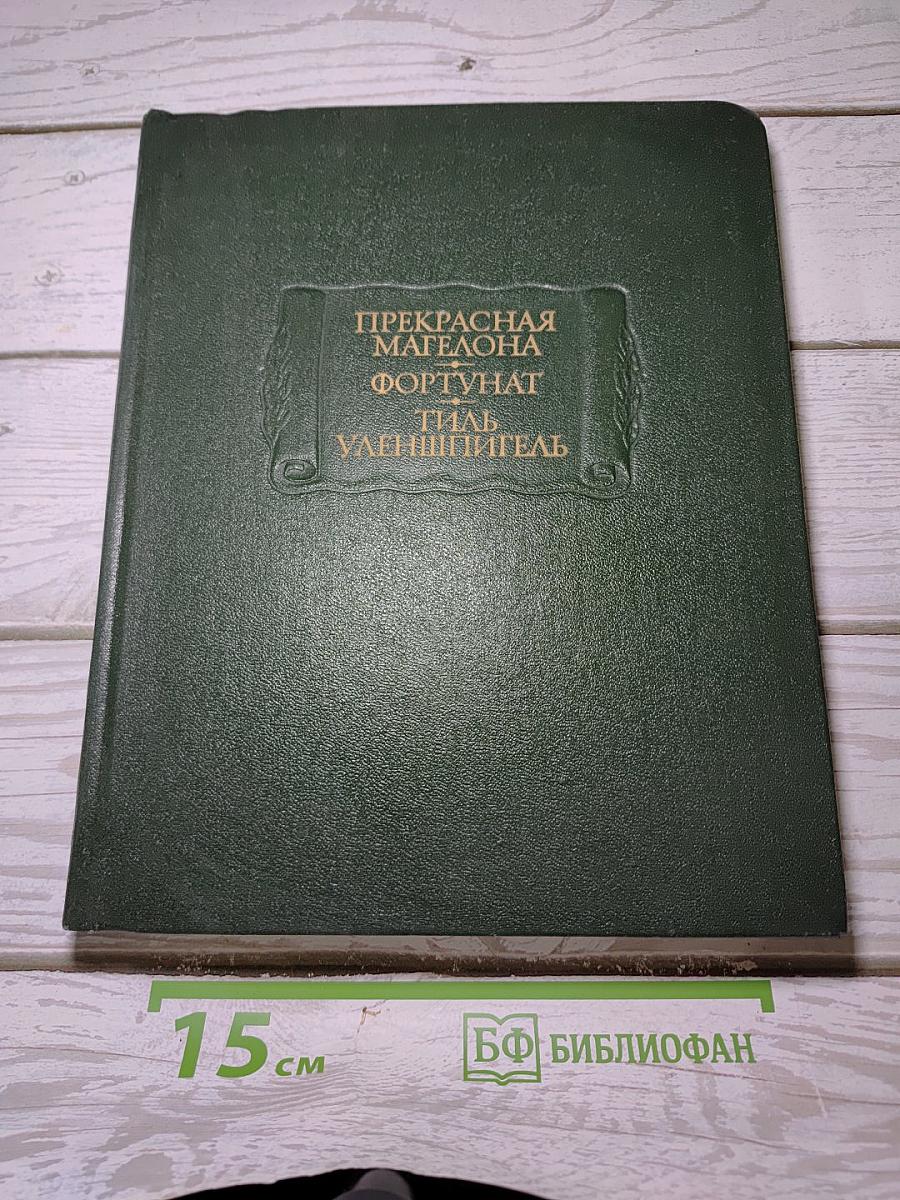 ПРЕКРАСНАЯ
МАГЕЛОНА
ФОРТУНАТ
ТИЛЬ
УЛЕНШПИГЕЛЬ
15 см
БФ БИБЛИОФАН